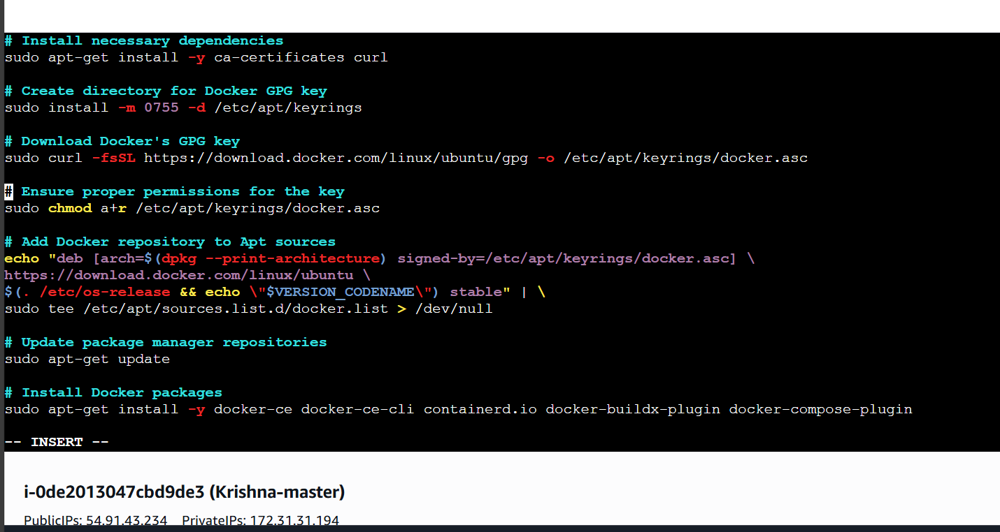 # Install necessary dependencies
sudo apt-get install -y ca-certificates curl
# Create directory for Docker GPG key
sudo install -m 0755 -d /etc/apt/keyrings
# Download Docker's GPG key
sudo curl -fsSL https://download.docker.com/linux/ubuntu/gpg -o /etc/apt/keyrings/docker.asc
# Ensure proper permissions for the key
sudo chmod a+r /etc/apt/keyrings/docker.asc
# Add Docker repository to Apt sources
echo "deb [arch=$(dpkg --print-architecture) signed-by=/etc/apt/keyrings/docker.asc] \
https://download.docker.com/linux/ubuntu \
$(. /etc/os-release && echo \"$VERSION_CODENAME\") stable" | \
sudo tee /etc/apt/sources.list.d/docker.list > /dev/null
# Update package manager repositories
sudo apt-get update
# Install Docker packages
sudo apt-get install -y docker-ce docker-ce-cli containerd.io docker-buildx-plugin docker-compose-plugin
-- INSERT --
i-0de2013047cbd9de3 (Krishna-master)
PublicIPs: 54.91.43.234 PrivateIPs: 172.31.31.194